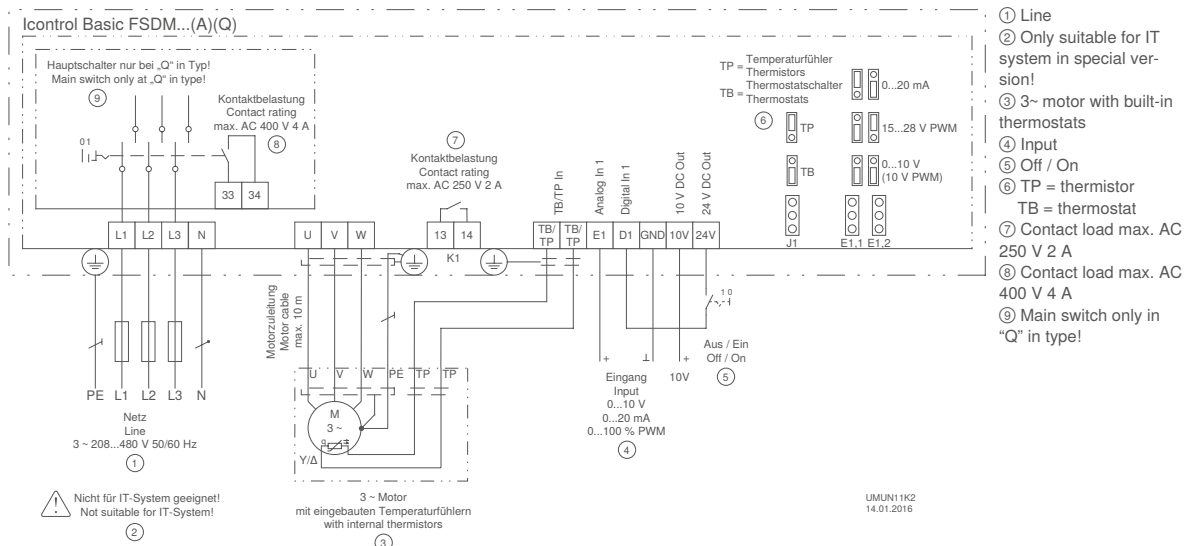 Icontrol Basic FSDM...(A)(Q)
Hauptschalter nur bei „Q“ in Typ!
Main switch only at „Q“ in type!
9
0 1
Kontaktbelastung
Contact rating
max. AC 400 V 4 A
8
33 34
7
Kontaktbelastung
Contact rating
max. AC 250 V 2 A
TB/TP In
Analog In 1
Digital In 1
10 V DC Out
24 V DC Out
TP = Temperaturfühler
Thermistors
TB = Thermostatschalter
Thermostats
6
TP
TB
J1
0...20 mA
15...28 V PWM
0...10 V
(10 V PWM)
E1,1 E1,2
L1 L2 L3 N
U V W
13 14
K1
TB/TP TB/TP E1 D1 GND 10V 24V
Motorzuleitung
Motor cable
max. 10 m
1 0
Aus / Ein
Off / On
5
+ ⊥ +
10V
Eingang
Input
0...10 V
0...20 mA
0...100 % PWM
4
PE L1 L2 L3 N
Netz
Line
3 ~ 208...480 V 50/60 Hz
1
Nicht für IT-System geeignet!
Not suitable for IT-System!
2
U V W PE TP TP
M
3 ~
Y/Δ
3 ~ Motor
mit eingebauten Temperaturfühlern
with internal thermistors
3
UMUN11K2
14.01.2016
① Line
② Only suitable for IT
system in special ver-
sion!
③ 3~ motor with built-in
thermostats
④ Input
⑤ Off / On
⑥ TP = thermistor
TB = thermostat
⑦ Contact load max. AC
250 V 2 A
⑧ Contact load max. AC
400 V 4 A
⑨ Main switch only in
“Q” in type!